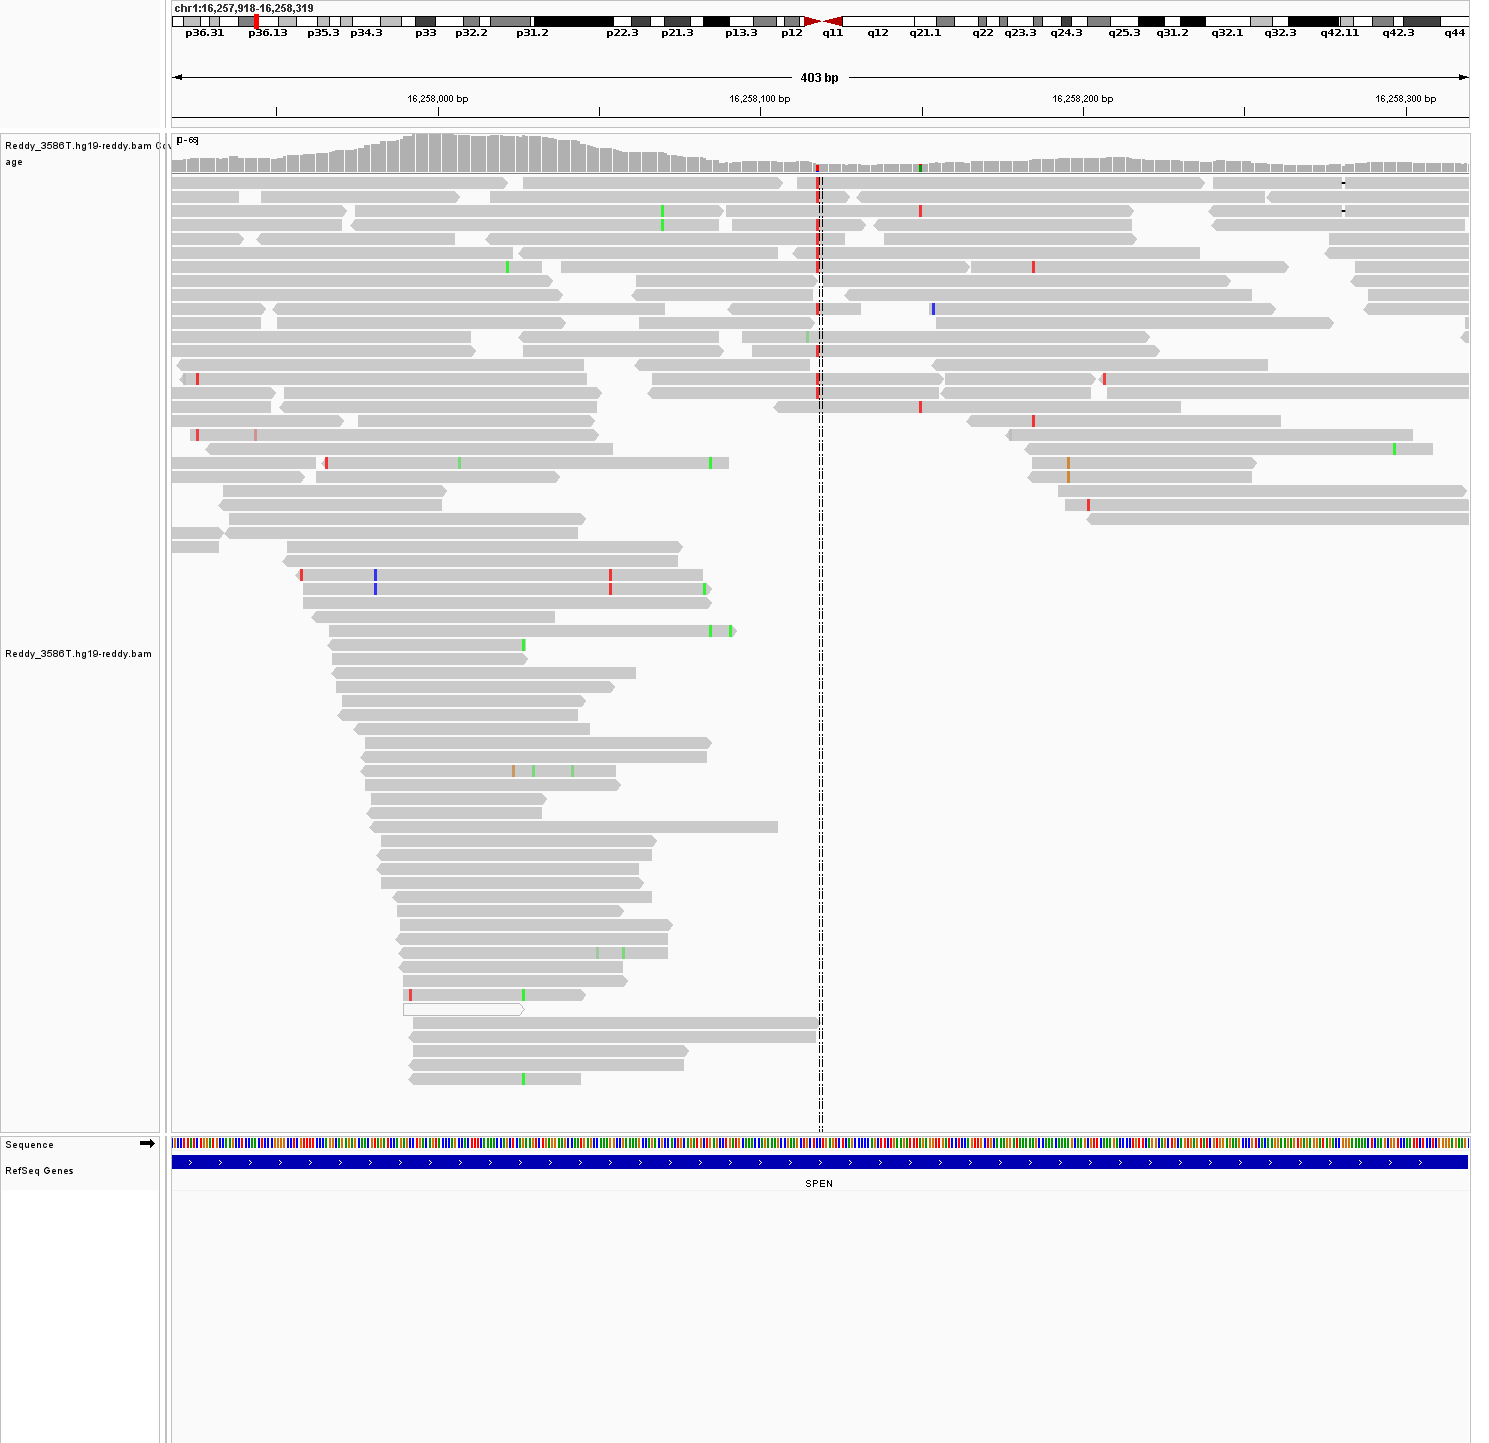 chr1:16,257,918-16,258,319
p36.31 p36.13 p35.3 p34.3 p33 p32.2 p31.2 p22.3 p21.3 p13.3 p12 q11 q12 q21.1 q22 q23.3 q24.3 q25.3 q31.2 q32.1 q32.3 q42.11 q42.3 q44
403 bp
16,258,000 bp 16,258,100 bp 16,258,200 bp 16,258,300 bp
Reddy_3586T.hg19-reddy.bam Cov
age
Reddy_3586T.hg19-reddy.bam
Sequence
RefSeq Genes
SPEN